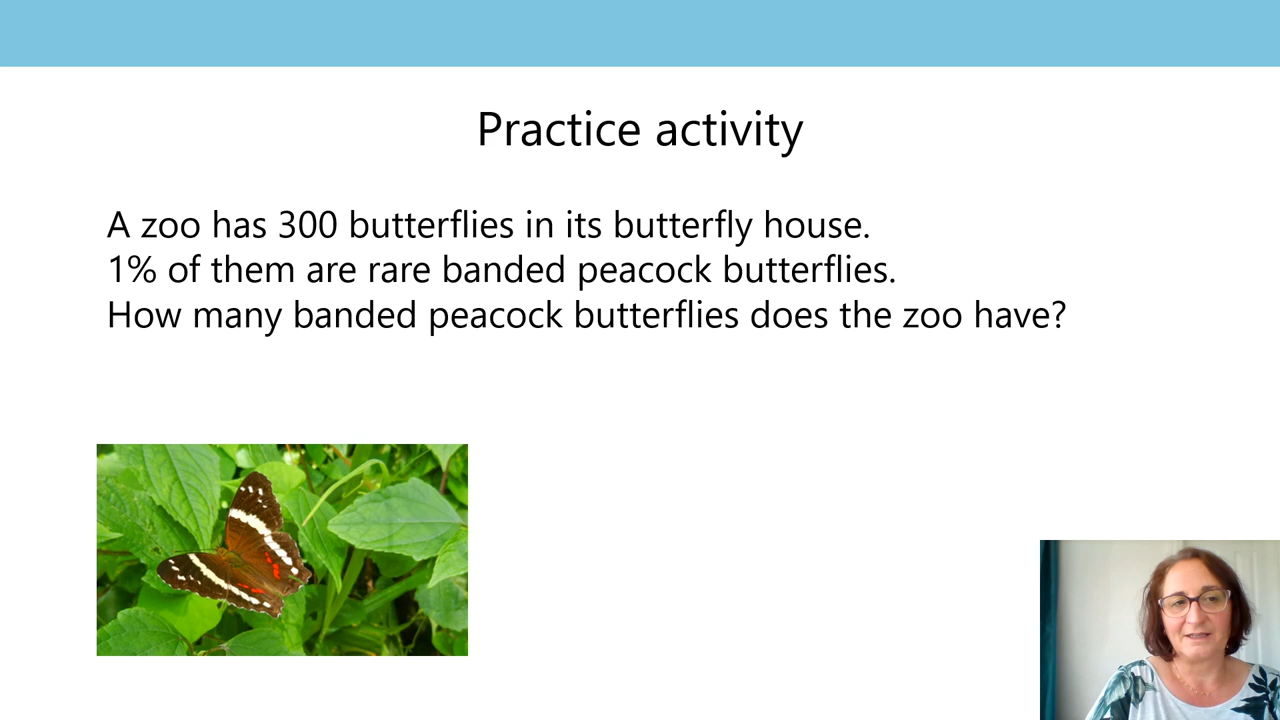 Practice activity
A zoo has 300 butterflies in its butterfly house.
1% of them are rare banded peacock butterflies.
How many banded peacock butterflies does the zoo have?